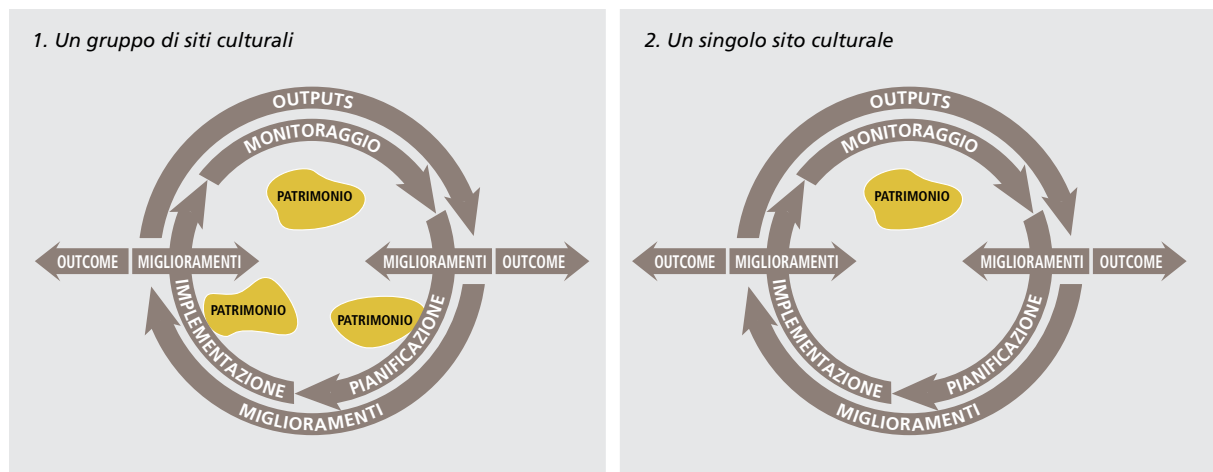 1. Un gruppo di siti culturali
OUTPUTS
MONITORAGGIO
PATRIMONIO
OUTCOME
MIGLIORAMENTI
MIGLIORAMENTI
OUTCOME
PATRIMONIO
PATRIMONIO
IMPLEMENTAZIONE
PIANIFICAZIONE
MIGLIORAMENTI
2. Un singolo sito culturale
OUTPUTS
MONITORAGGIO
PATRIMONIO
OUTCOME
MIGLIORAMENTI
MIGLIORAMENTI
OUTCOME
IMPLEMENTAZIONE
PIANIFICAZIONE
MIGLIORAMENTI